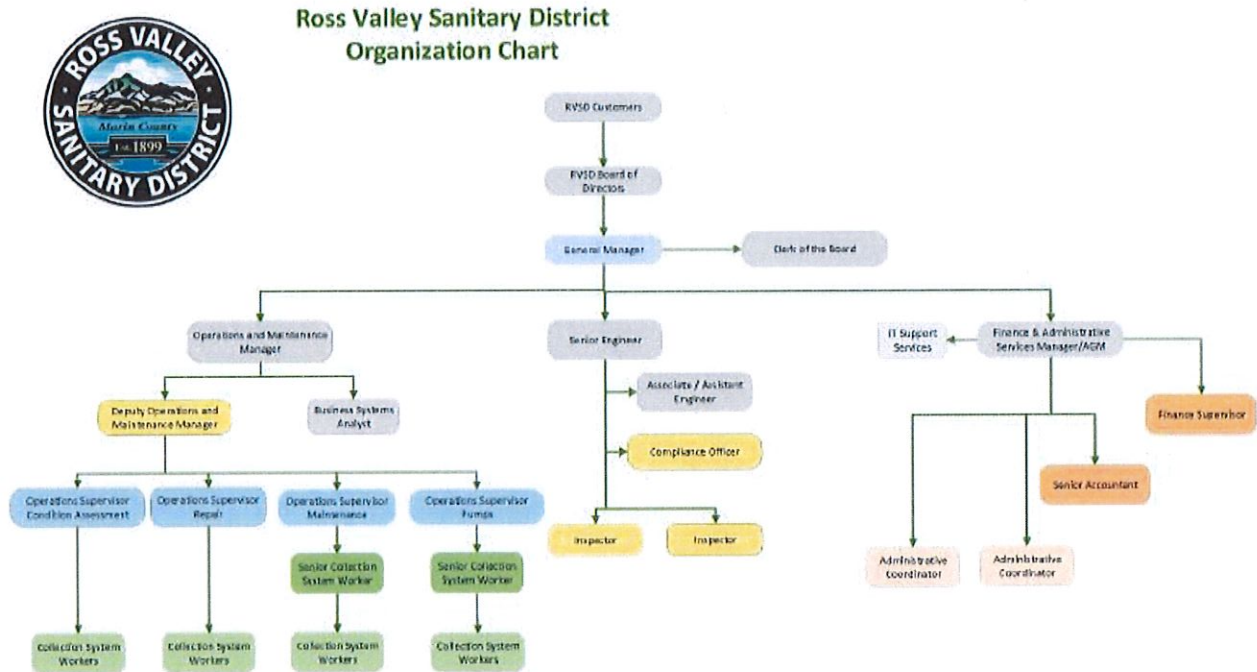 Ross Valley Sanitary District
Organization Chart
ROSS VALLEY
SANITARY DISTRICT
Marin County
Est. 1899
RVSD Customers
RVSD Board of
Directors
General Manager
Clerk of the Board
Operations and Maintenance
Manager
Senior Engineer
IT Support
Services
Finance & Administrative
Services Manager/AGM
Deputy Operations and
Maintenance Manager
Business Systems
Analyst
Associate / Assistant
Engineer
Finance Supervisor
Compliance Officer
Senior Accountant
Operations Supervisor
Condition Assessment
Operations Supervisor
Repair
Operations Supervisor
Maintenance
Operations Supervisor
Pumps
Inspector
Inspector
Senior Collection
System Worker
Senior Collection
System Worker
Administrative
Coordinator
Administrative
Coordinator
Collection System
Workers
Collection System
Workers
Collection System
Workers
Collection System
Workers